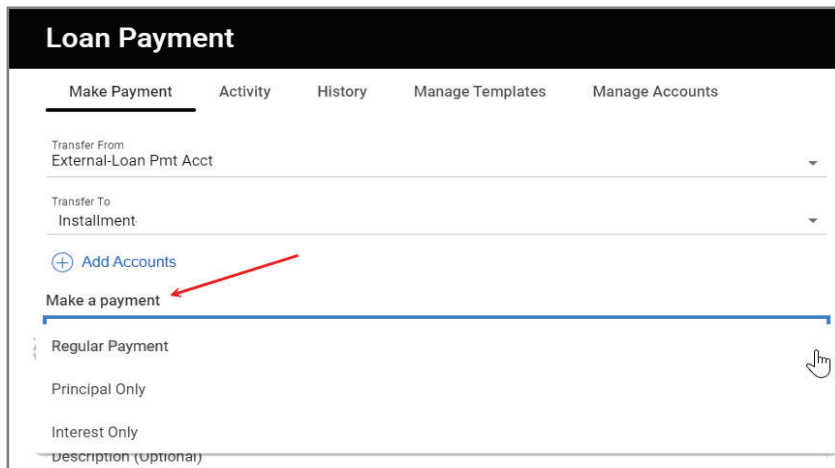 Loan Payment
Make Payment Activity History Manage Templates Manage Accounts
Transfer From
External-Loan Pmt Acct
Transfer To
Installment
Add Accounts
Make a payment
Regular Payment
Principal Only
Interest Only
Description (Optional)